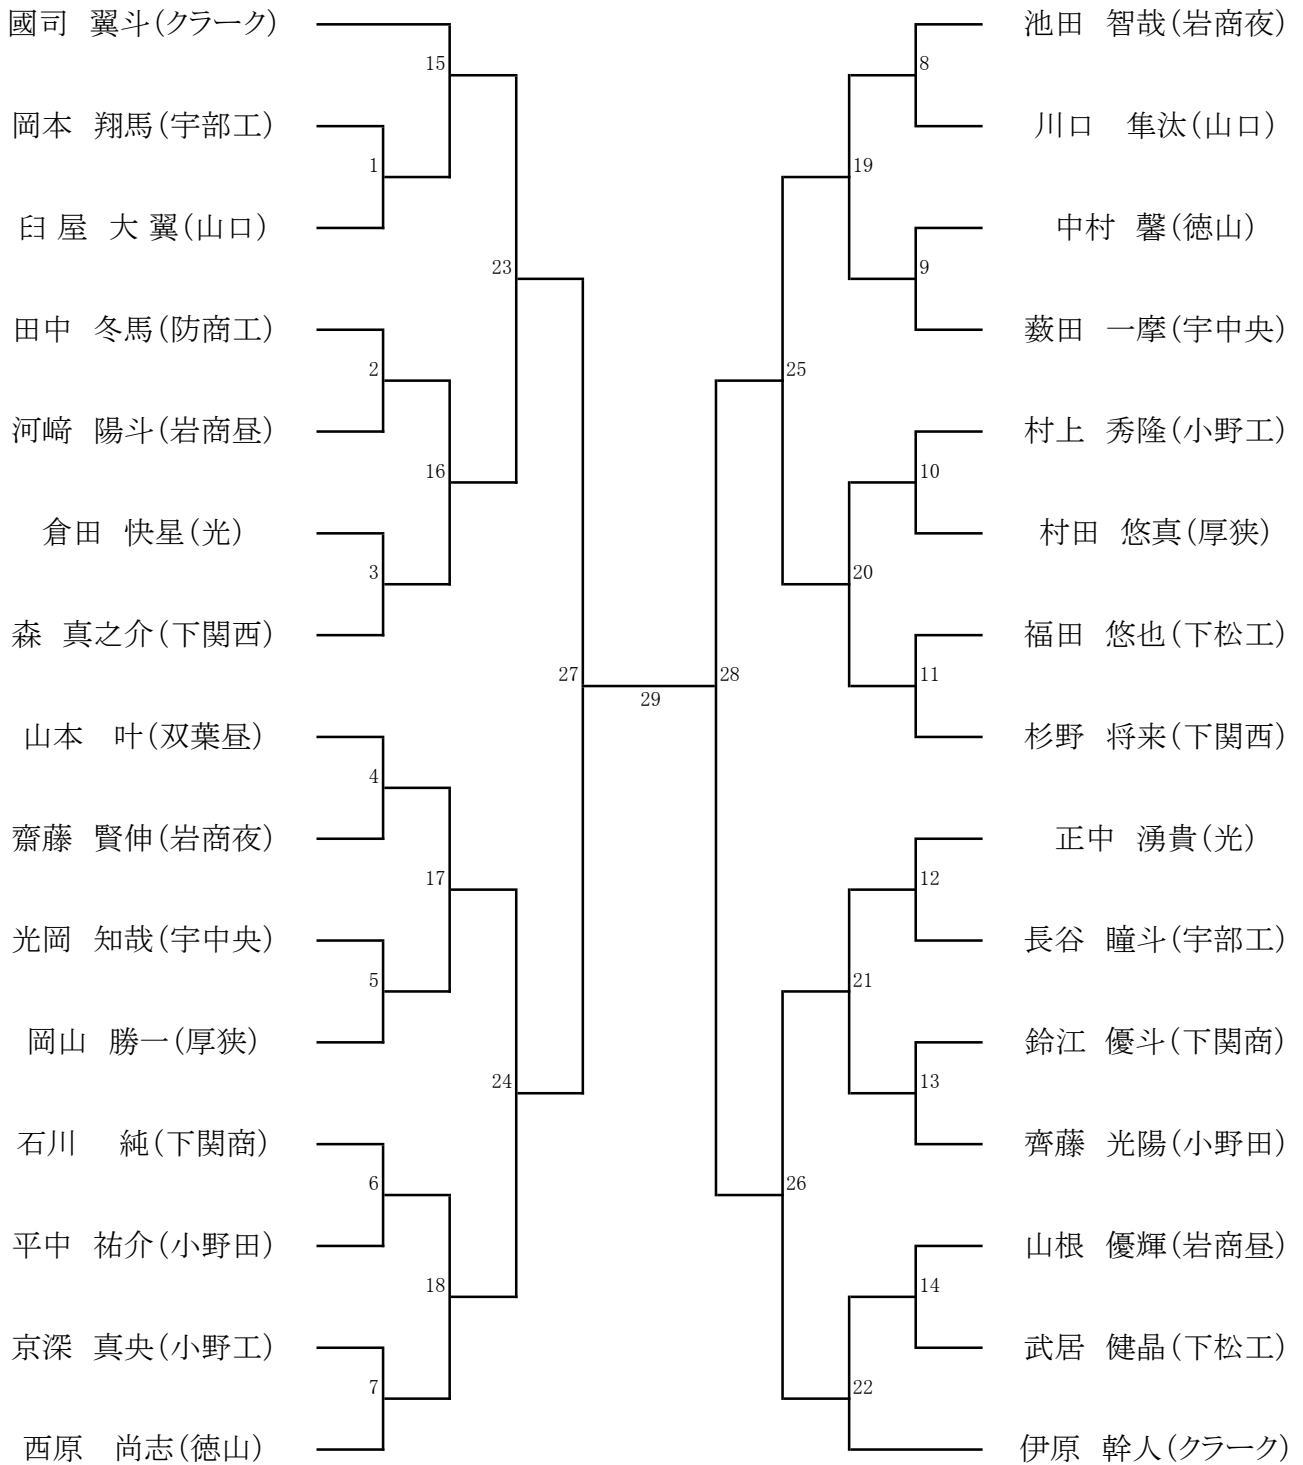 國司 翼斗(クラーク)
15
岡本 翔馬(宇部工)
1
臼屋 大翼(山口)
23
田中 冬馬(防商工)
2
河﨑 陽斗(岩商昼)
16
倉田 快星(光)
3
森 真之介(下関西)
27
山本 叶(双葉昼)
4
齋藤 賢伸(岩商夜)
17
光岡 知哉(宇中央)
5
岡山 勝一(厚狭)
24
石川 純(下関商)
6
平中 祐介(小野田)
18
京深 真央(小野工)
7
西原 尚志(徳山)
29
池田 智哉(岩商夜)
8
川口 隼汰(山口)
19
中村 馨(徳山)
9
薮田 一摩(宇中央)
25
村上 秀隆(小野工)
10
村田 悠真(厚狭)
20
福田 悠也(下松工)
11
28
杉野 将来(下関西)
正中 湧貴(光)
12
長谷 瞳斗(宇部工)
21
鈴江 優斗(下関商)
13
齊藤 光陽(小野田)
26
山根 優輝(岩商昼)
14
武居 健晶(下松工)
22
伊原 幹人(クラーク)